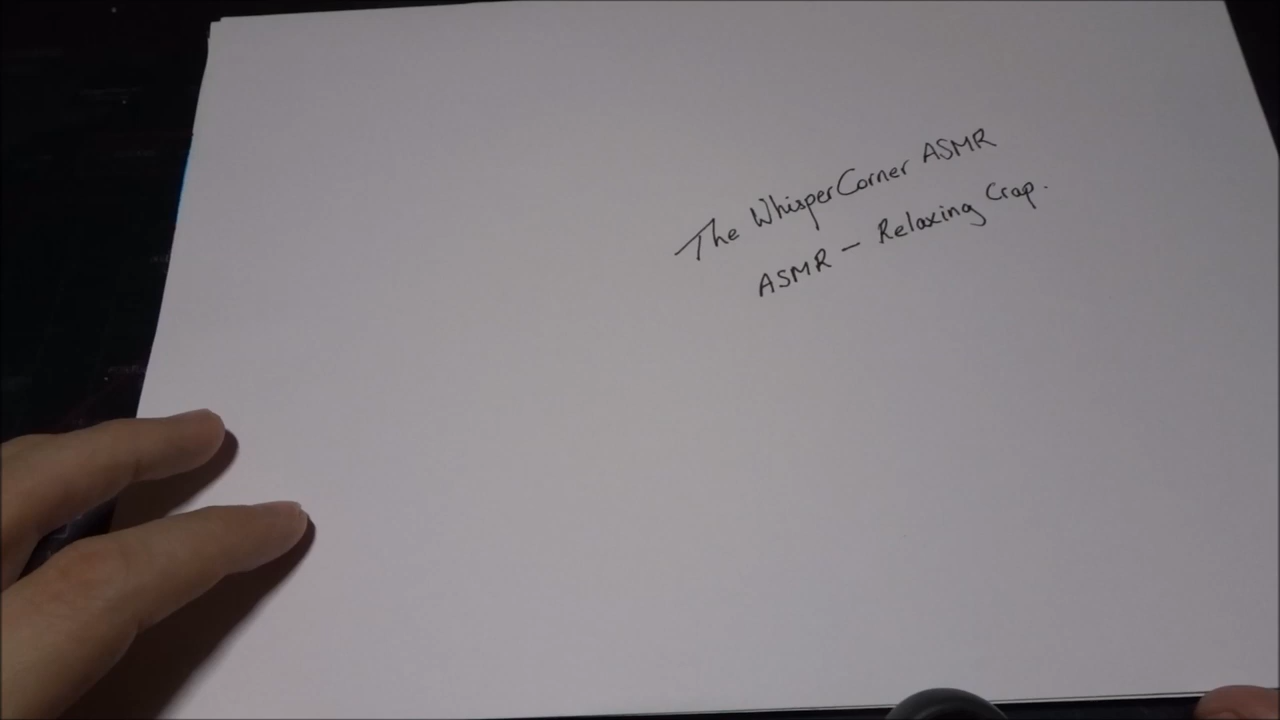 The WhisperCorner ASMR
ASMR – Relaxing Crap.